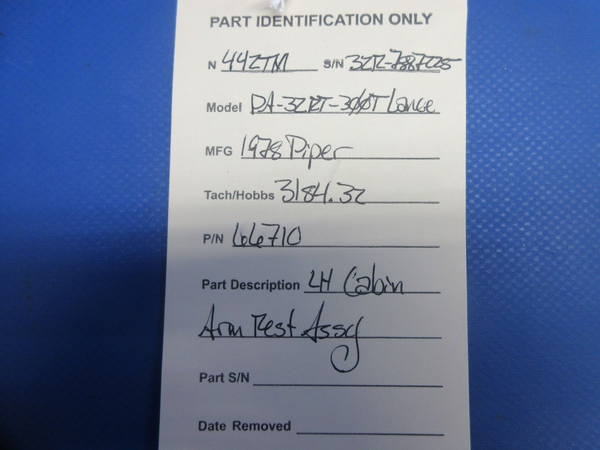 PART IDENTIFICATION ONLY
N 442TM S/N 32R-7887225
Model PA-32RT-300T Lance
MFG 1978 Piper
Tach/Hobbs 3184.32
P/N 66710
Part Description LH Cabin
Arm Rest Assy
Part S/N
Date Removed